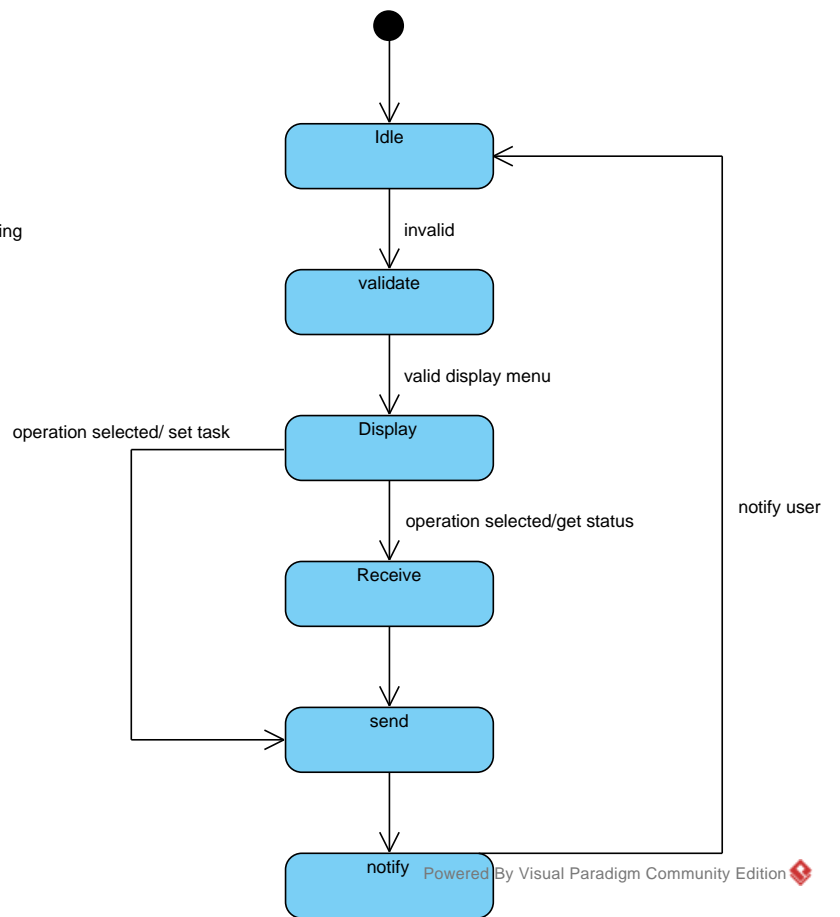 Idle
invalid
ing
validate
valid display menu
Display
operation selected/ set task
notify user
operation selected/get status
Receive
send
notify
Powered By Visual Paradigm Community Edition